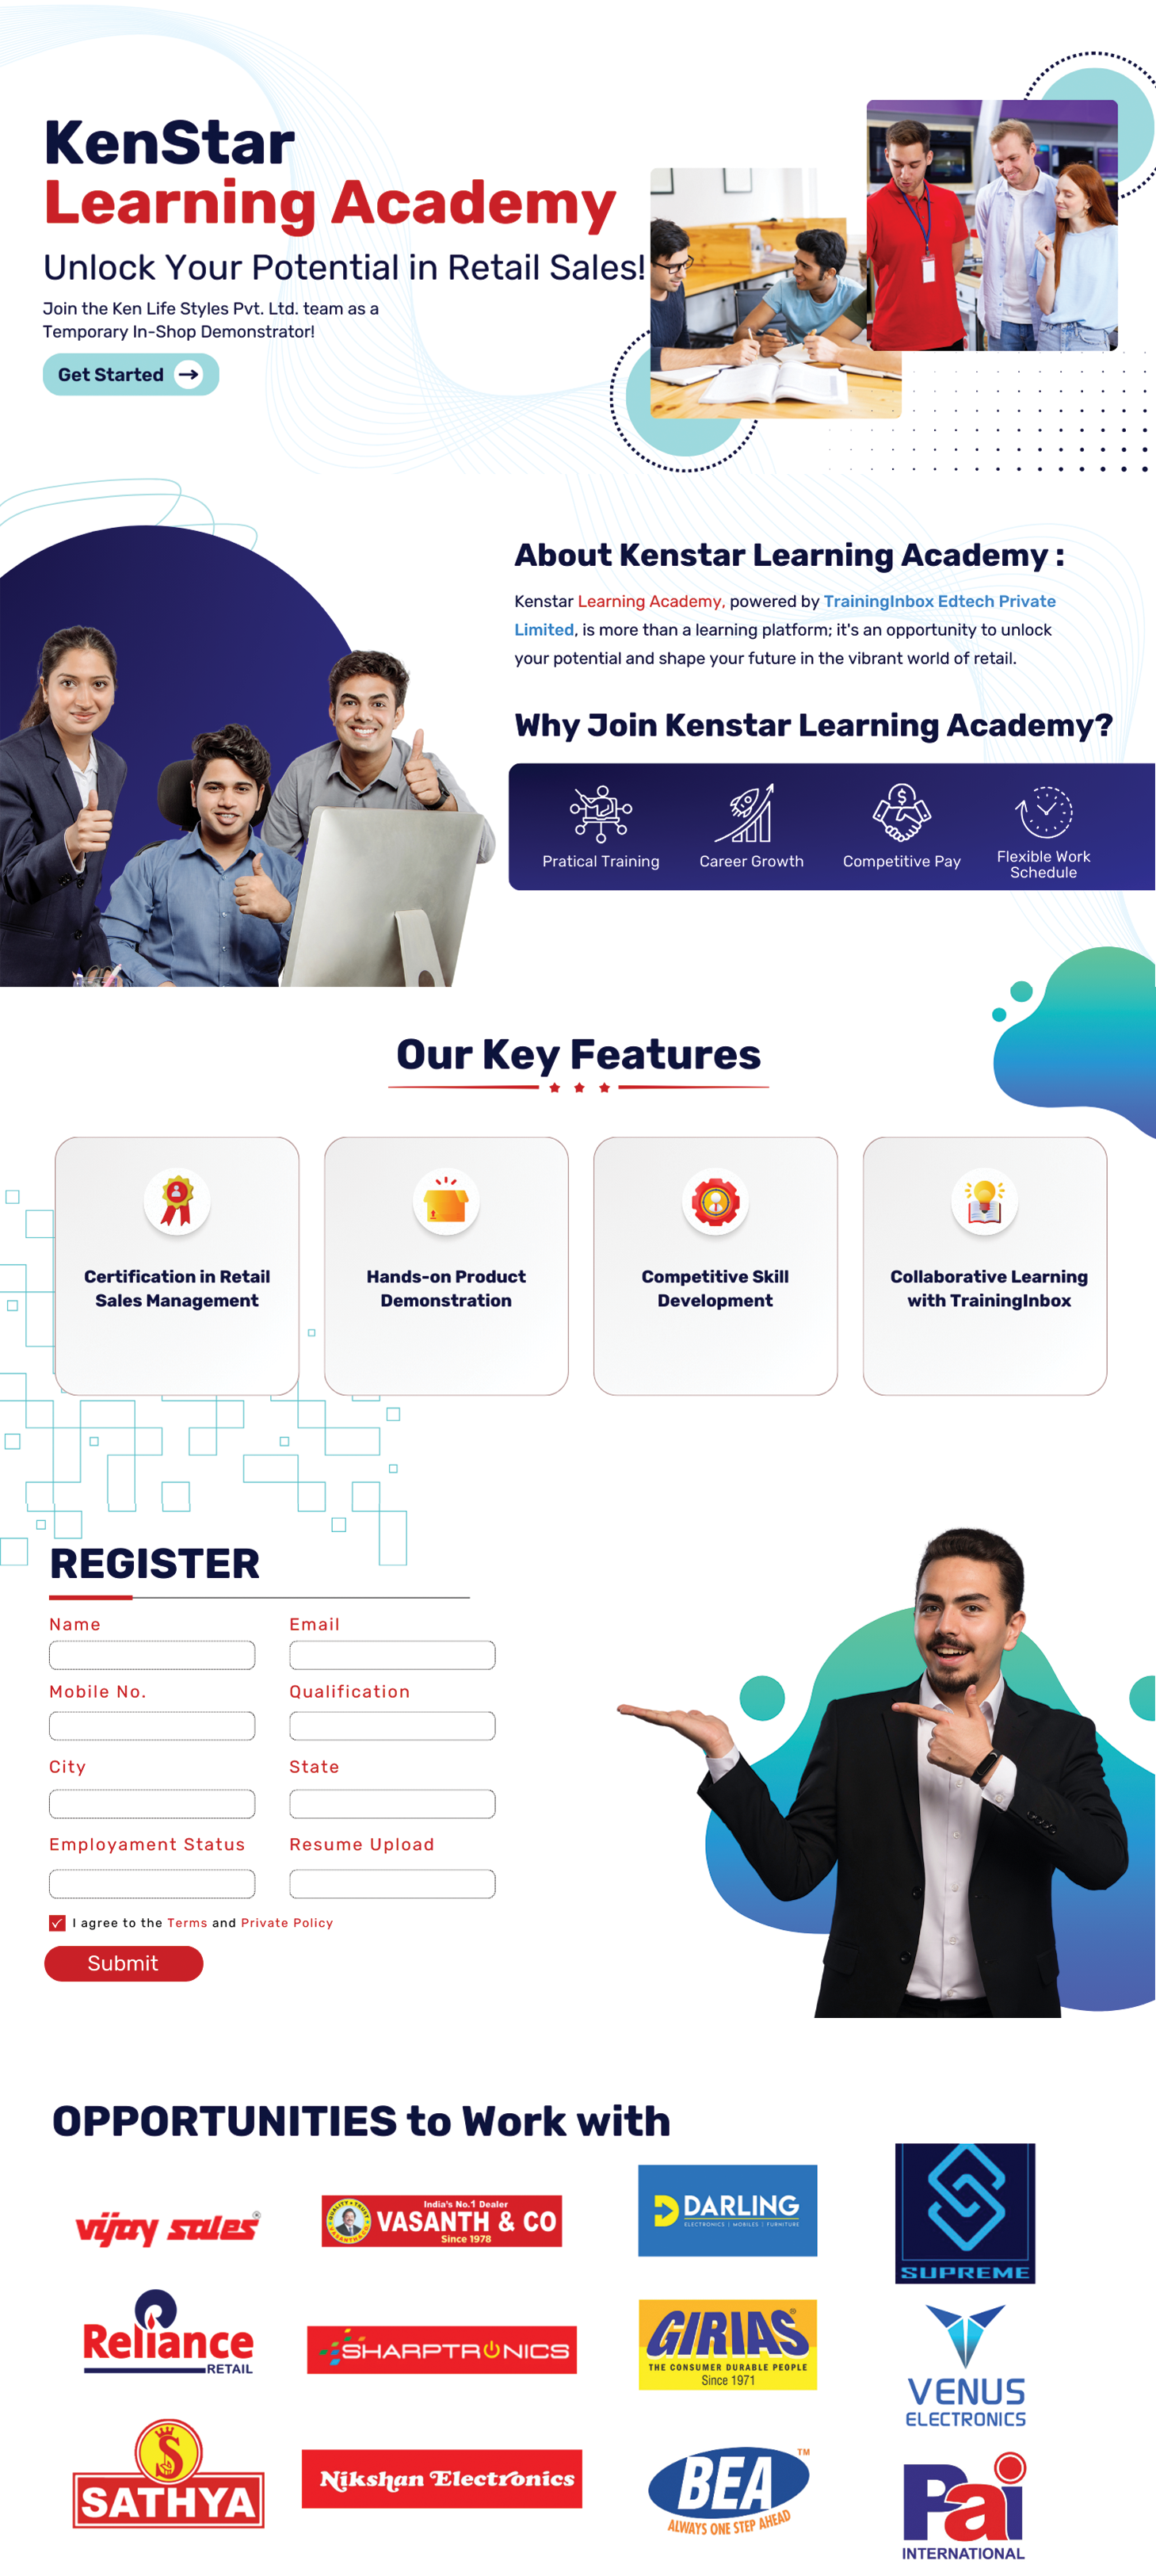 KenStar
Learning Academy
Unlock Your Potential in Retail Sales!
Join the Ken Life Styles Pvt. Ltd. team as a
Temporary In-Shop Demonstrator!
Get Started
About Kenstar Learning Academy :
Kenstar Learning Academy, powered by TrainingInbox Edtech Private
Limited, is more than a learning platform; it's an opportunity to unlock
your potential and shape your future in the vibrant world of retail.
Why Join Kenstar Learning Academy?
Pratical Training
Career Growth
Competitive Pay
Flexible Work
Schedule
Our Key Features
Certification in Retail
Sales Management
Hands-on Product
Demonstration
Competitive Skill
Development
Collaborative Learning
with TrainingInbox
REGISTER
Name
Email
Mobile No.
Qualification
City
State
Employament Status
Resume Upload
I agree to the Terms and Private Policy
Submit
OPPORTUNITIES to Work with
vijay sales®
QUALITY • TRUST
VASANTH & CO
India's No.1 Dealer
VASANTH & CO
Since 1978
DARLING
ELECTRONICS | MOBILES | FURNITURE
SUPREME
Reliance
RETAIL
SHARPTRONICS
GIRIAS®
THE CONSUMER DURABLE PEOPLE
Since 1971
VENUS
ELECTRONICS
S
SATHYA
Nikshan Electronics
BEA™
ALWAYS ONE STEP AHEAD
Pai
INTERNATIONAL